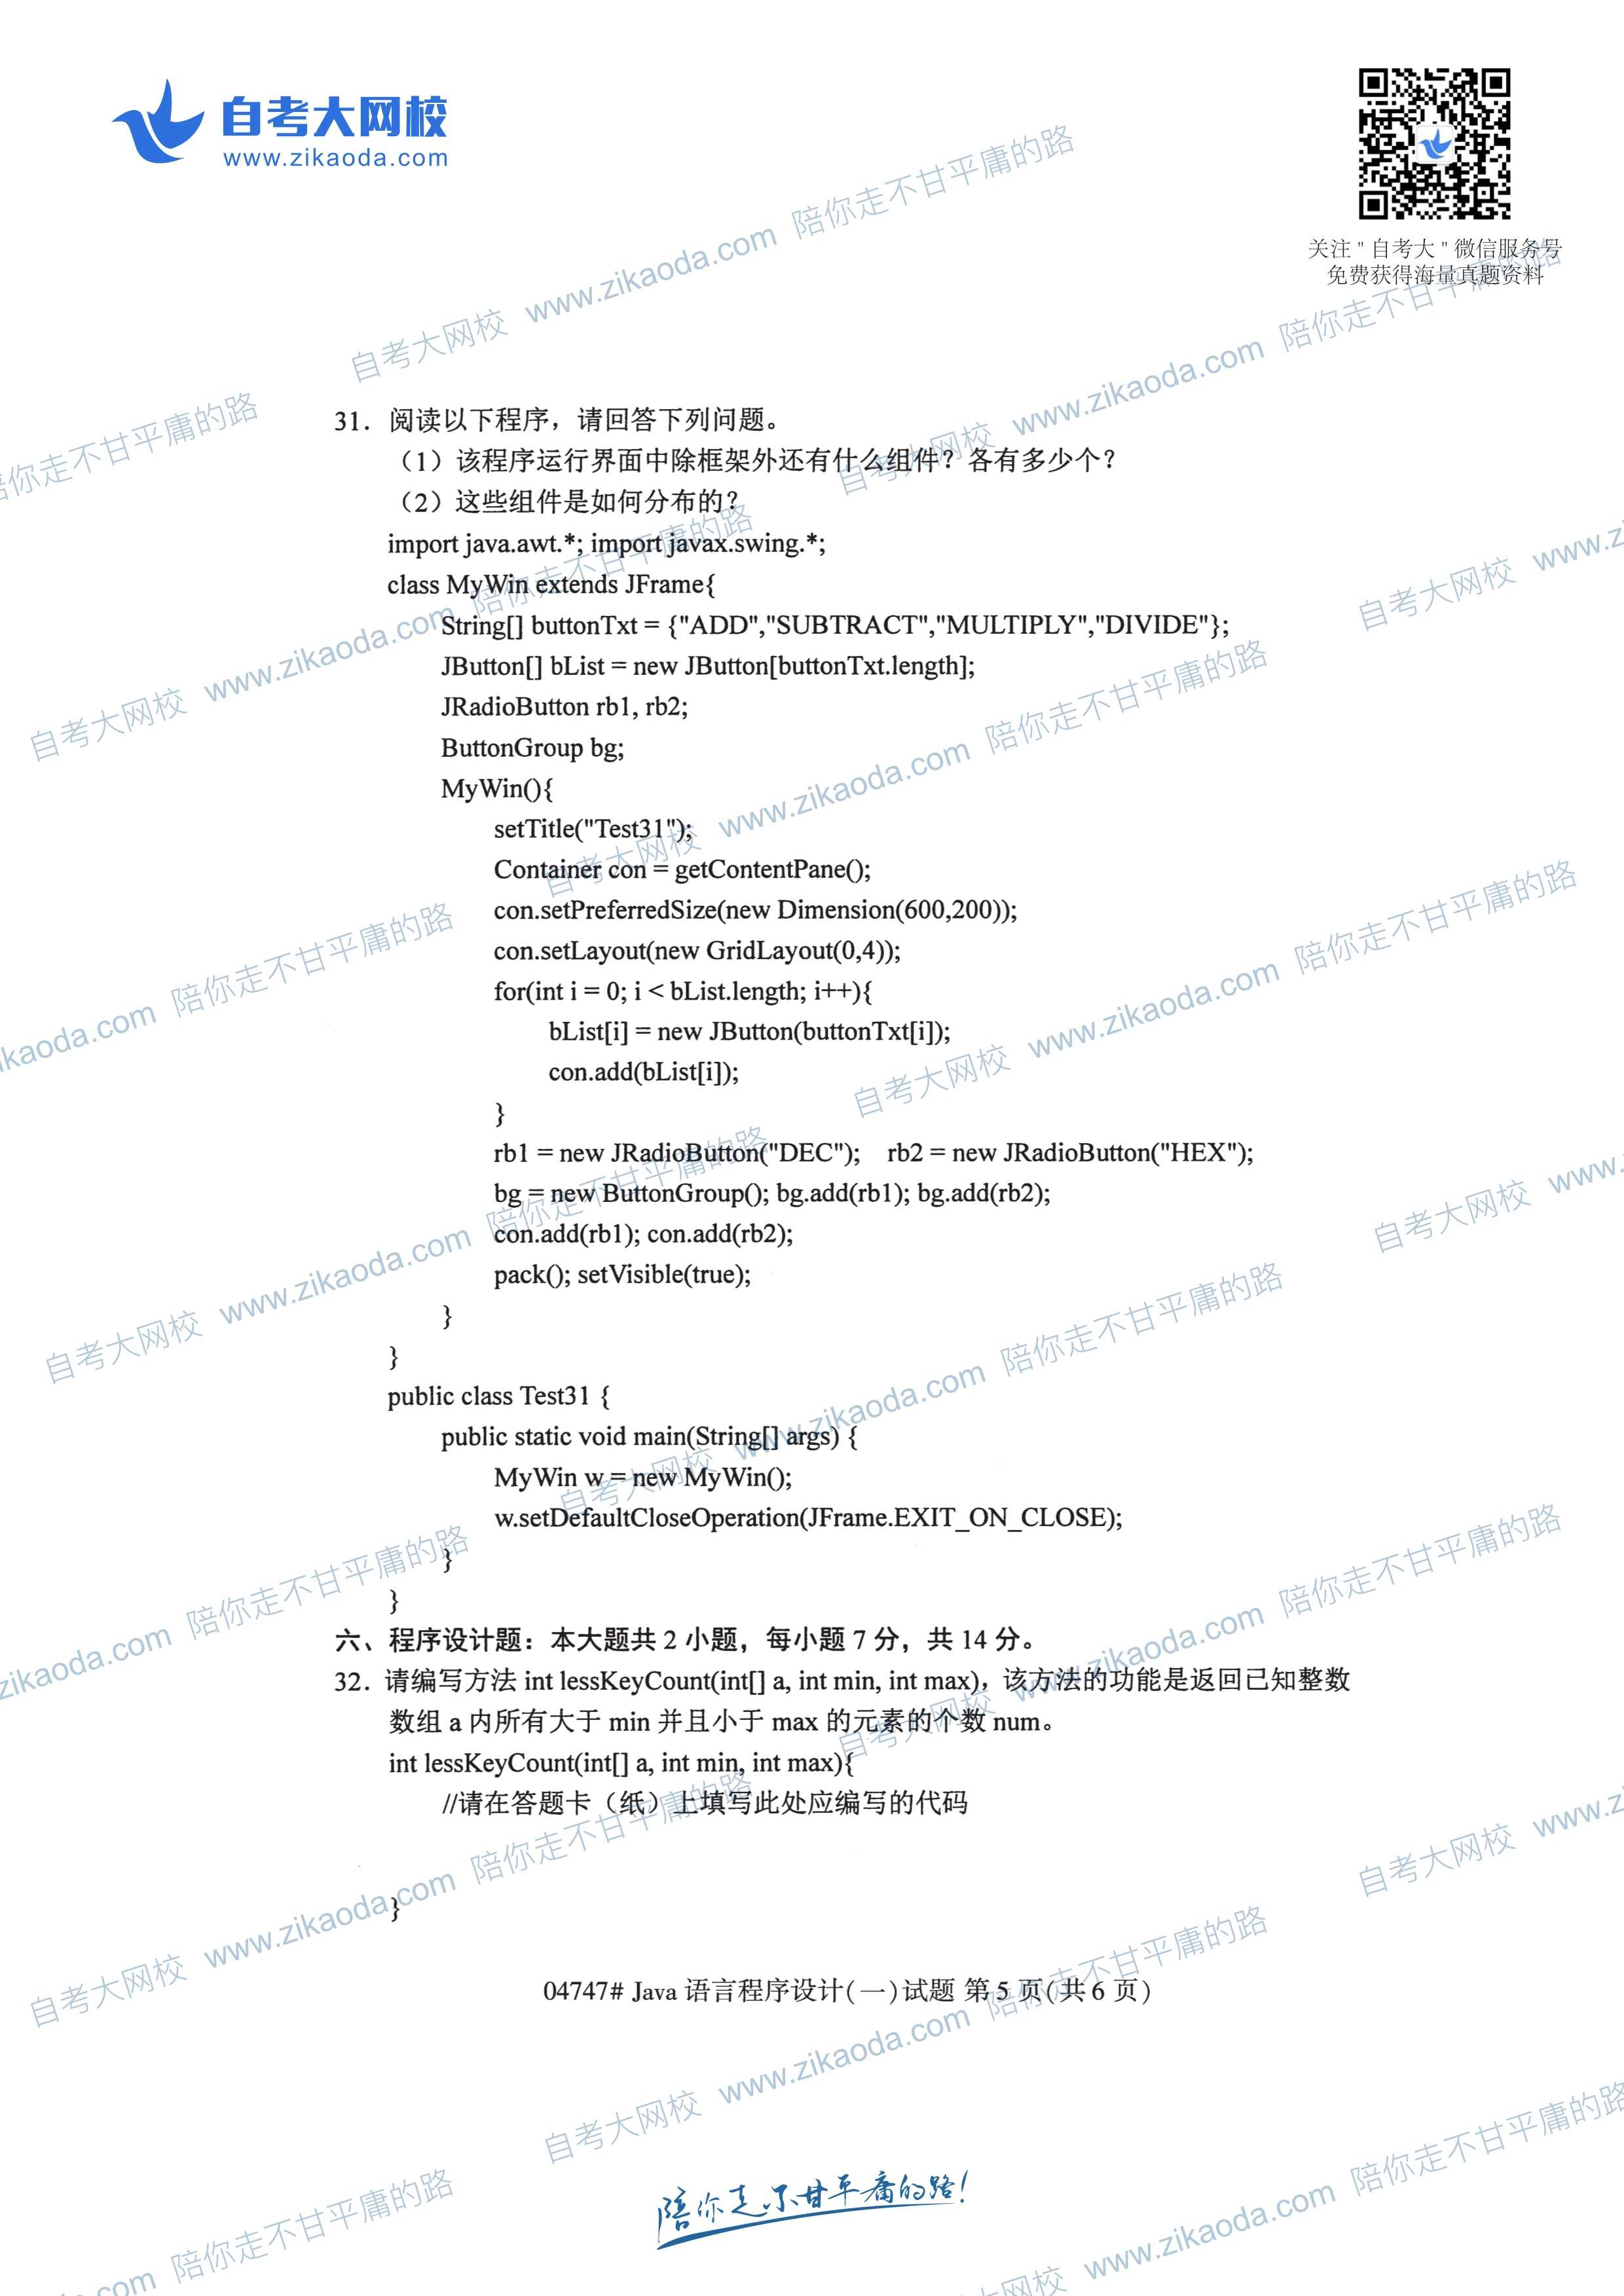 自考大网校
www.zikaoda.com
关注"自考大"微信服务号
免费获得海量真题资料
31. 阅读以下程序，请回答下列问题。
（1）该程序运行界面中除框架外还有什么组件？各有多少个？
（2）这些组件是如何分布的？
import java.awt.*; import javax.swing.*;
class MyWin extends JFrame{
String[] buttonTxt = {"ADD","SUBTRACT","MULTIPLY","DIVIDE"};
JButton[] bList = new JButton[buttonTxt.length];
JRadioButton rb1, rb2;
ButtonGroup bg;
MyWin(){
setTitle("Test31");
Container con = getContentPane();
con.setPreferredSize(new Dimension(600,200));
con.setLayout(new GridLayout(0,4));
for(int i = 0; i < bList.length; i++){
bList[i] = new JButton(buttonTxt[i]);
con.add(bList[i]);
}
rb1 = new JRadioButton("DEC"); rb2 = new JRadioButton("HEX");
bg = new ButtonGroup(); bg.add(rb1); bg.add(rb2);
con.add(rb1); con.add(rb2);
pack(); setVisible(true);
}
}
public class Test31 {
public static void main(String[] args) {
MyWin w = new MyWin();
w.setDefaultCloseOperation(JFrame.EXIT_ON_CLOSE);
}
}
六、程序设计题：本大题共 2 小题，每小题 7 分，共 14 分。
32. 请编写方法 int lessKeyCount(int[] a, int min, int max)，该方法的功能是返回已知整数
数组 a 内所有大于 min 并且小于 max 的元素的个数 num。
int lessKeyCount(int[] a, int min, int max){
//请在答题卡（纸）上填写此处应编写的代码
}
04747# Java 语言程序设计(一)试题 第 5 页(共 6 页)
陪你走不甘平庸的路!